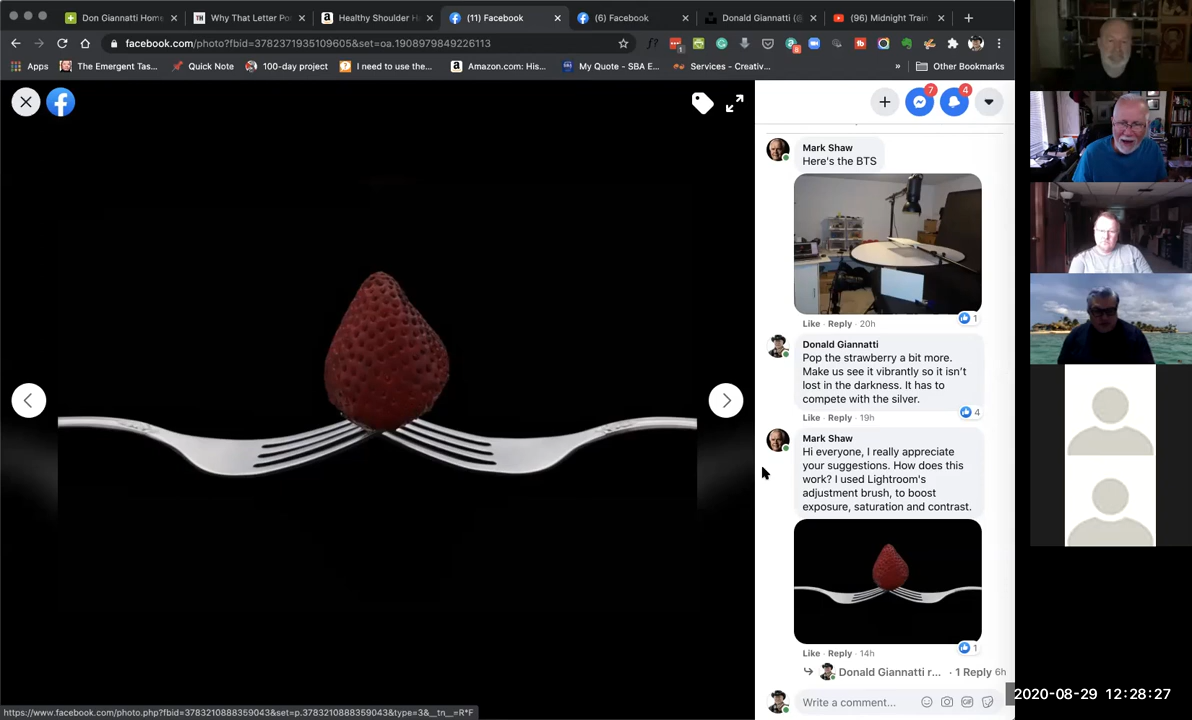 Don Giannatti Home
Why That Letter Po
Healthy Shoulder H
(11) Facebook
(6) Facebook
Donald Giannatti (@
(96) Midnight Train
facebook.com/photo?fbid=3782371935109605&set=oa.1908979849226113
Apps
The Emergent Tas...
Quick Note
100-day project
I need to use the...
Amazon.com: His...
My Quote - SBA E...
Services - Creativ...
»
Other Bookmarks
7
4
Mark Shaw
Here's the BTS
Like · Reply · 20h
1
Donald Giannatti
Pop the strawberry a bit more.
Make us see it vibrantly so it isn't
lost in the darkness. It has to
compete with the silver.
Like · Reply · 19h
4
Mark Shaw
Hi everyone, I really appreciate
your suggestions. How does this
work? I used Lightroom's
adjustment brush, to boost
exposure, saturation and contrast.
Like · Reply · 14h
1
Donald Giannatti r... · 1 Reply 6h
Write a comment...
2020-08-29 12:28:27
https://www.facebook.com/photo.php?fbid=3783210888359043&set=p.3783210888359043&type=3&__tn__=R*F